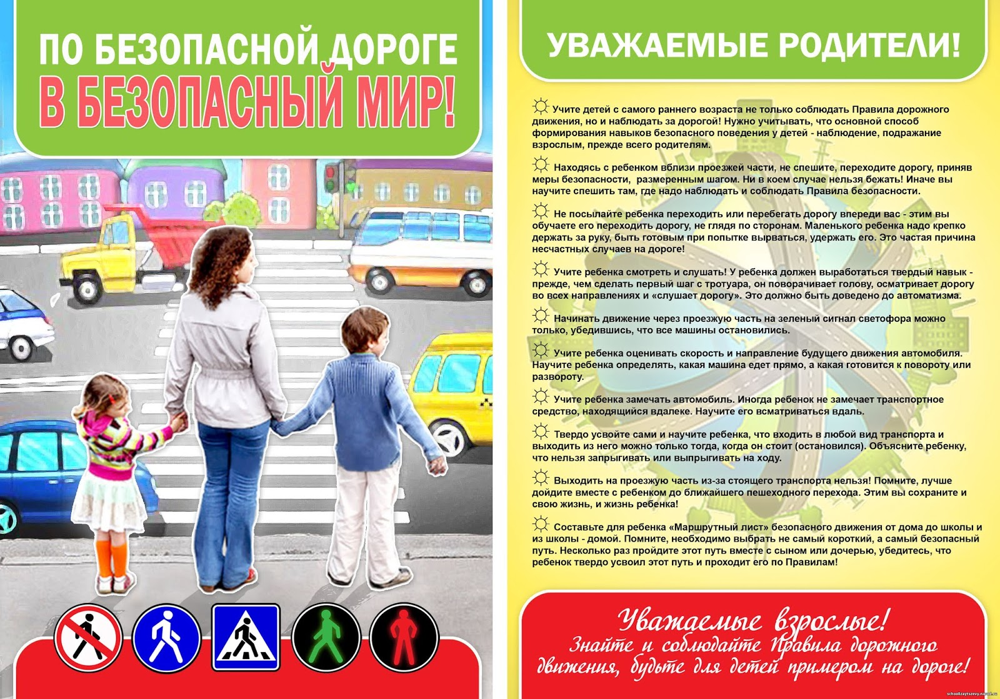 ПО БЕЗОПАСНОЙ ДОРОГЕ
В БЕЗОПАСНЫЙ МИР!
УВАЖАЕМЫЕ РОДИТЕЛИ!
Учите детей с самого раннего возраста не только соблюдать Правила дорожного
движения, но и наблюдать за дорогой! Нужно учитывать, что основной способ
формирования навыков безопасного поведения у детей - наблюдение, подражание
взрослым, прежде всего родителям.
Находясь с ребенком вблизи проезжей части, не спешите, переходите дорогу, приняв
меры безопасности, размеренным шагом. Ни в коем случае нельзя бежать! Иначе вы
научите спешить там, где надо наблюдать и соблюдать Правила безопасности.
Не посылайте ребенка переходить или перебегать дорогу впереди вас - этим вы
обучаете его переходить дорогу, не глядя по сторонам. Маленького ребенка надо крепко
держать за руку, быть готовым при попытке вырваться, удержать его. Это частая причина
несчастных случаев на дороге!
Учите ребенка смотреть и слушать! У ребенка должен выработаться твердый навык -
прежде, чем сделать первый шаг с тротуара, он поворачивает голову, осматривает дорогу
во всех направлениях и «слушает дорогу». Это должно быть доведено до автоматизма.
Начинать движение через проезжую часть на зеленый сигнал светофора можно
только, убедившись, что все машины остановились.
Учите ребенка оценивать скорость и направление будущего движения автомобиля.
Научите ребенка определять, какая машина едет прямо, а какая готовится к повороту или
развороту.
Учите ребенка замечать автомобиль. Иногда ребенок не замечает транспортное
средство, находящийся вдалеке. Научите его всматриваться вдаль.
Твердо усвойте сами и научите ребенка, что входить в любой вид транспорта и
выходить из него можно только тогда, когда он стоит (остановился). Объясните ребенку,
что нельзя запрыгивать или выпрыгивать на ходу.
Выходить на проезжую часть из-за стоящего транспорта нельзя! Помните, лучше
дойдите вместе с ребенком до ближайшего пешеходного перехода. Этим вы сохраните и
свою жизнь, и жизнь ребенка!
Составьте для ребенка «Маршрутный лист» безопасного движения от дома до школы и
из школы - домой. Помните, необходимо выбрать не самый короткий, а самый безопасный
путь. Несколько раз пройдите этот путь вместе с сыном или дочерью, убедитесь, что
ребенок твердо усвоил этот путь и проходит его по Правилам!
Уважаемые взрослые!
Знайте и соблюдайте Правила дорожного
движения, будьте для детей примером на дороге!
school1zaytszevy.narod.ru